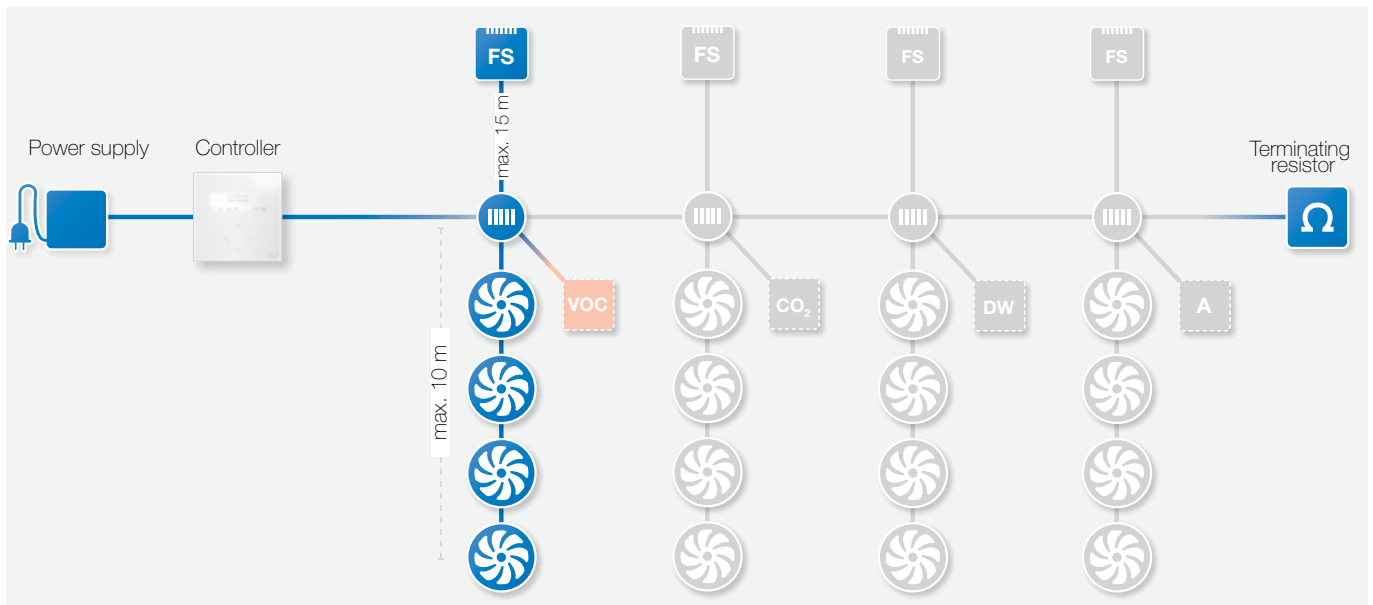 FS
FS
FS
FS
max. 15 m
Power supply
Controller
Terminating
resistor
Ω
VOC
CO₂
DW
A
max. 10 m